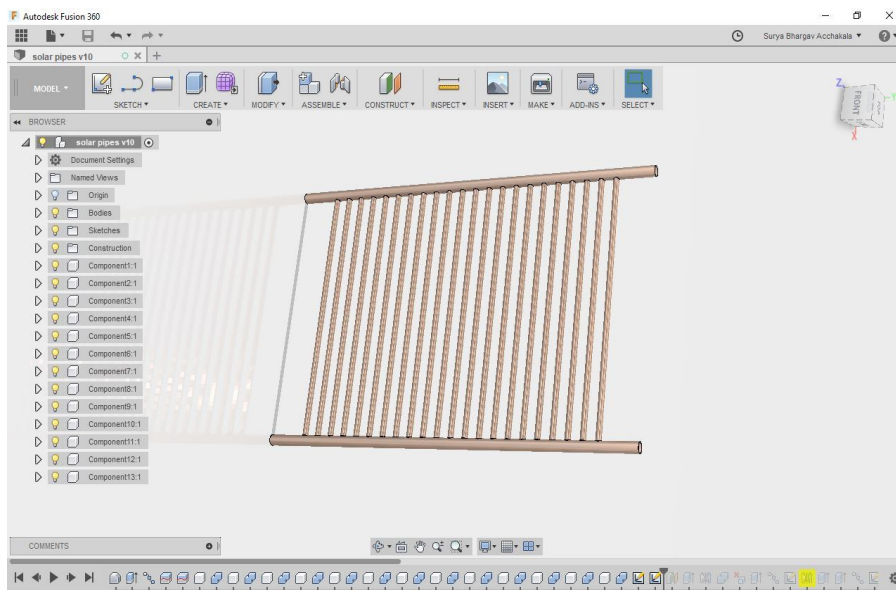 Autodesk Fusion 360
Surya Bhargav Acchakala
solar pipes v10
MODEL
SKETCH CREATE MODIFY ASSEMBLE CONSTRUCT INSPECT INSERT MAKE ADD-INS SELECT
BROWSER
solar pipes v10
Document Settings
Named Views
Origin
Bodies
Sketches
Construction
Component1:1
Component2:1
Component3:1
Component4:1
Component5:1
Component6:1
Component7:1
Component8:1
Component9:1
Component10:1
Component11:1
Component12:1
Component13:1
Z
Y
FRONT
X
COMMENTS